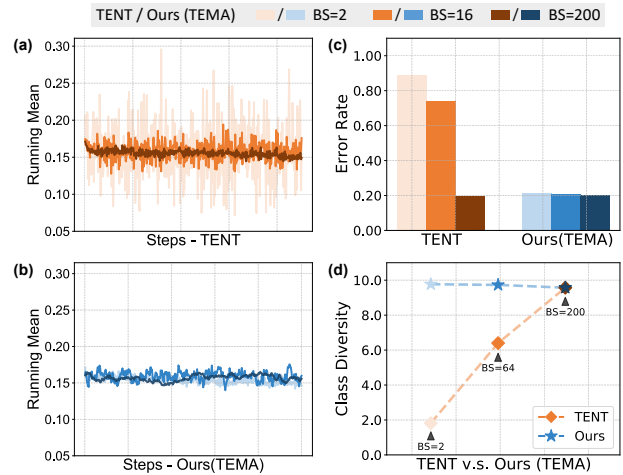 TENT / Ours (TEMA) / BS=2 / BS=16 / BS=200
(a)
Running Mean
0.30
0.25
0.20
0.15
0.10
0.05
Steps - TENT
(c)
Error Rate
1.00
0.80
0.60
0.40
0.20
0.00
TENT Ours(TEMA)
(b)
Running Mean
0.30
0.25
0.20
0.15
0.10
0.05
Steps - Ours(TEMA)
(d)
Class Diversity
10.0
8.0
6.0
4.0
2.0
BS=200
BS=64
BS=2
TENT
Ours
TENT v.s. Ours (TEMA)